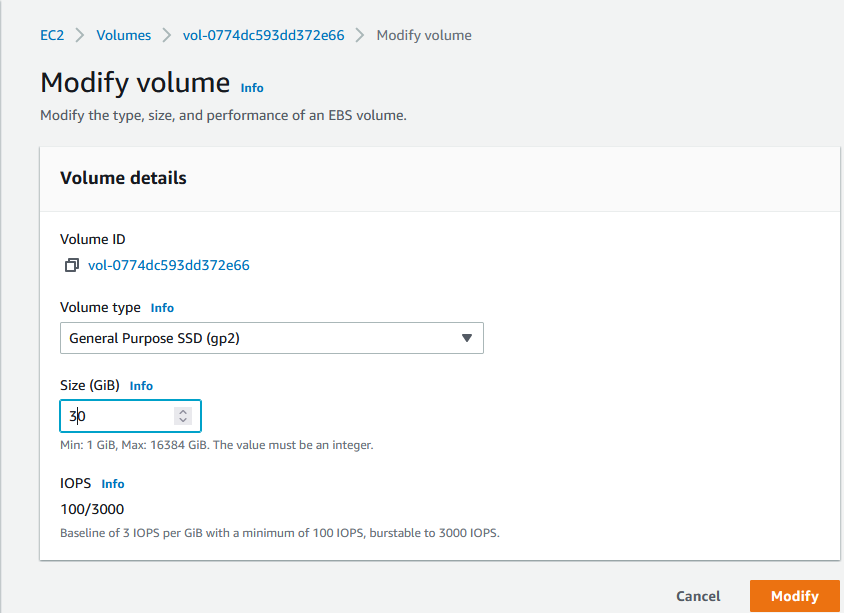 EC2 > Volumes > vol-0774dc593dd372e66 > Modify volume
Modify volume Info
Modify the type, size, and performance of an EBS volume.
Volume details
Volume ID
vol-0774dc593dd372e66
Volume type Info
General Purpose SSD (gp2)
Size (GiB) Info
30
Min: 1 GiB, Max: 16384 GiB. The value must be an integer.
IOPS Info
100/3000
Baseline of 3 IOPS per GiB with a minimum of 100 IOPS, burstable to 3000 IOPS.
Cancel Modify